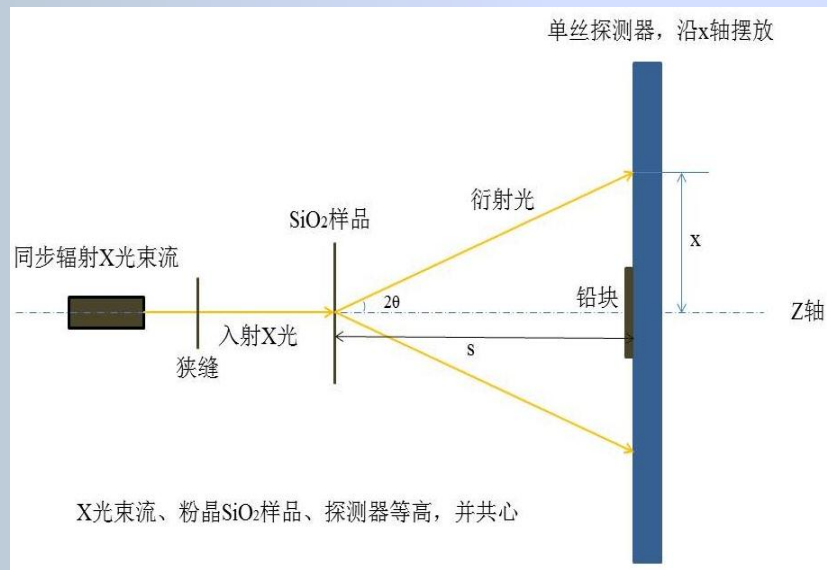 单丝探测器，沿x轴摆放
衍射光
SiO₂样品
x
同步辐射X光束流
2θ
铅块
Z轴
入射X光
s
狭缝
X光束流、粉晶SiO₂样品、探测器等高，并共心